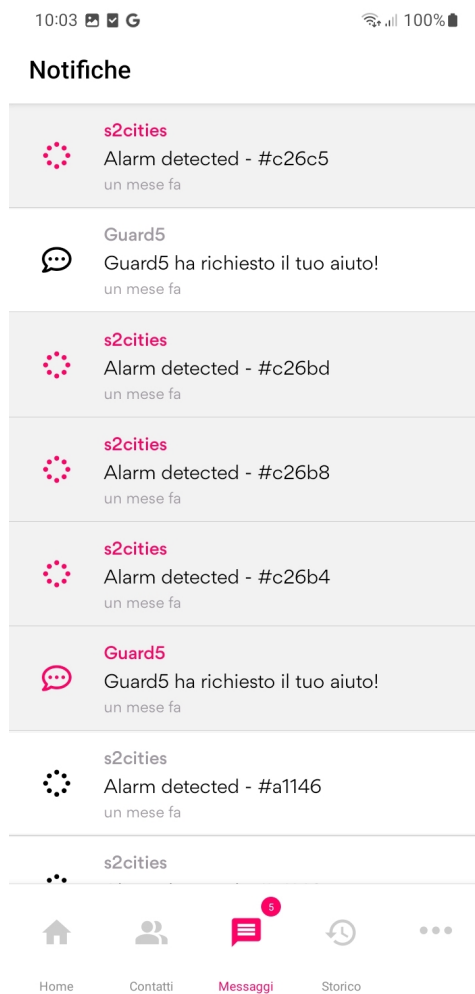 10:03 100%
Notifiche
s2cities
Alarm detected - #c26c5
un mese fa
Guard5
Guard5 ha richiesto il tuo aiuto!
un mese fa
s2cities
Alarm detected - #c26bd
un mese fa
s2cities
Alarm detected - #c26b8
un mese fa
s2cities
Alarm detected - #c26b4
un mese fa
Guard5
Guard5 ha richiesto il tuo aiuto!
un mese fa
s2cities
Alarm detected - #a1146
un mese fa
s2cities
5
Home Contatti Messaggi Storico